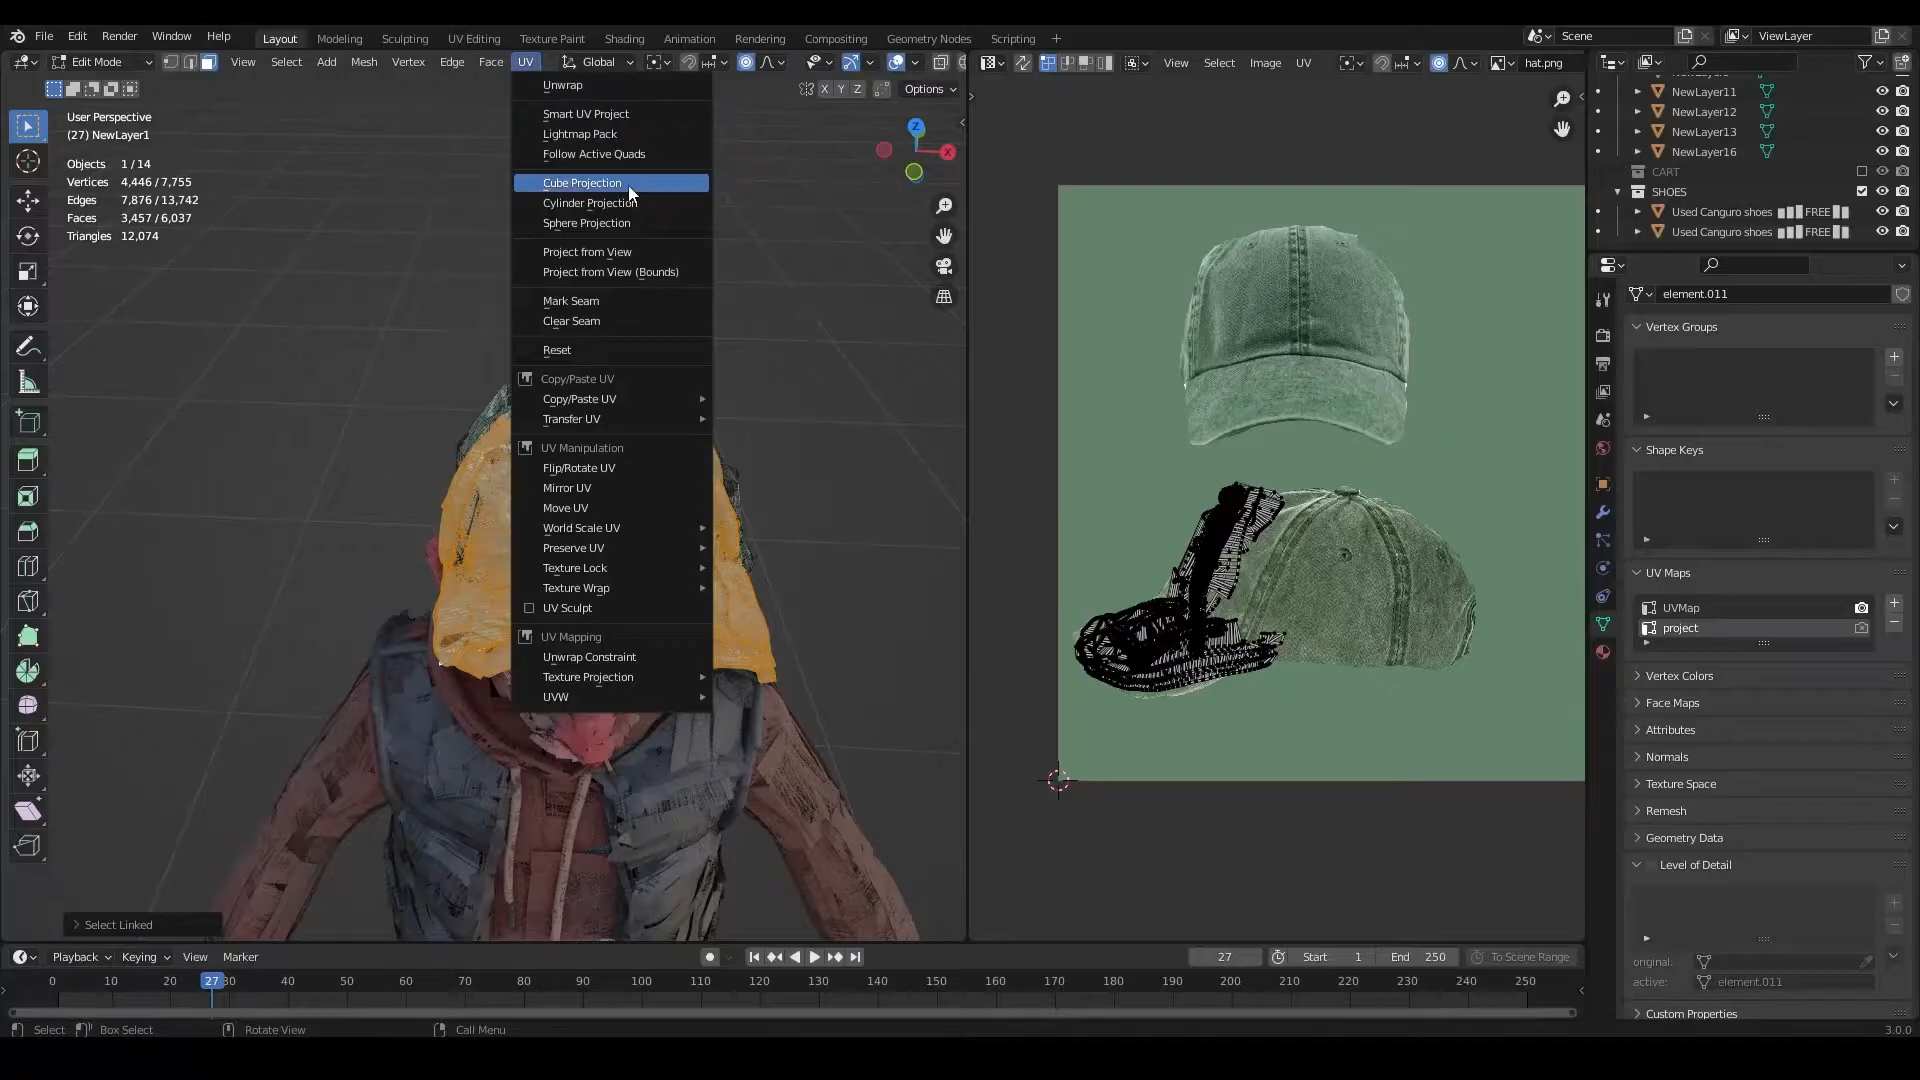 File Edit Render Window Help Layout Modeling Sculpting UV Editing Texture Paint Shading Animation Rendering Compositing Geometry Nodes Scripting + Scene ViewLayer
Edit Mode View Select Add Mesh Vertex Edge Face UV Global View Select Image UV hat.png
X Y Z Options
User Perspective
(27) NewLayer1
Objects 1 / 14
Vertices 4,446 / 7,755
Edges 7,876 / 13,742
Faces 3,457 / 6,037
Triangles 12,074
Unwrap
Smart UV Project
Lightmap Pack
Follow Active Quads
Cube Projection
Cylinder Projection
Sphere Projection
Project from View
Project from View (Bounds)
Mark Seam
Clear Seam
Reset
Copy/Paste UV
Copy/Paste UV
Transfer UV
UV Manipulation
Flip/Rotate UV
Mirror UV
Move UV
World Scale UV
Preserve UV
Texture Lock
Texture Wrap
UV Sculpt
UV Mapping
Unwrap Constraint
Texture Projection
UVW
Z
X
Select Linked
NewLayer11
NewLayer12
NewLayer13
NewLayer16
CART
SHOES
Used Canguro shoes FREE
Used Canguro shoes FREE
element.011
Vertex Groups
Shape Keys
UV Maps
UVMap
project
Vertex Colors
Face Maps
Attributes
Normals
Texture Space
Remesh
Geometry Data
Level of Detail
original:
active: element.011
Custom Properties
Playback Keying View Marker 27 Start 1 End 250 To Scene Range
0 10 20 27 30 40 50 60 70 80 90 100 110 120 130 140 150 160 170 180 190 200 210 220 230 240 250
Select Box Select Rotate View Call Menu 3.0.0